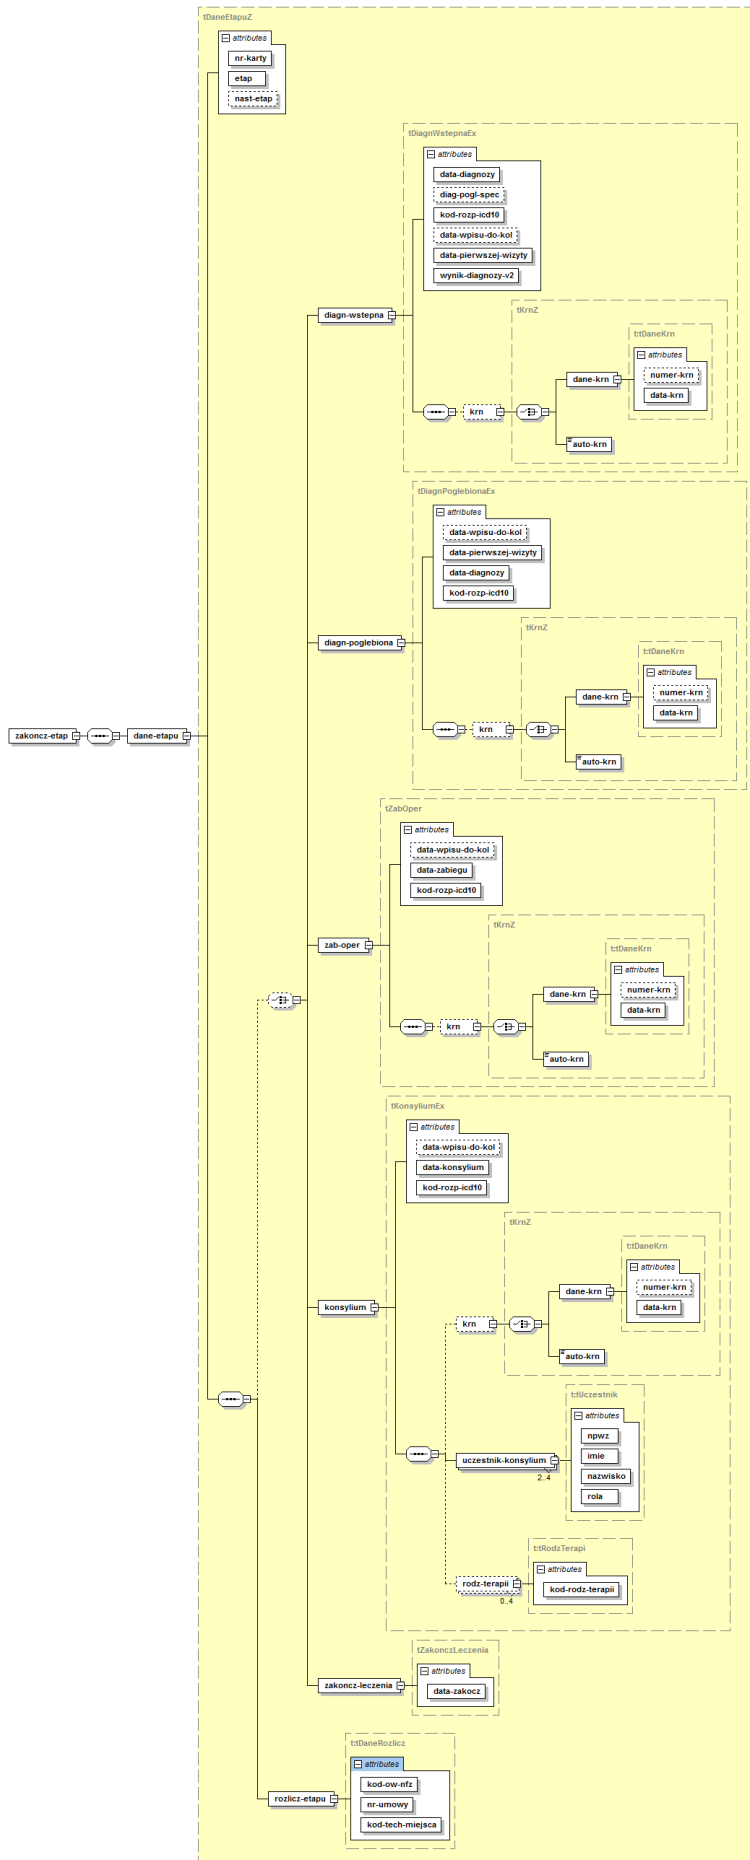 tDaneEtapuZ
attributes
nr-karty
etap
nast-etap
tDiagnWstepnaEx
attributes
data-diagnozy
diag-pogl-spec
kod-rozp-icd10
data-wpisu-do-kol
data-pierwszej-wizyty
wynik-diagnozy-v2
diagn-wstepna
tKrnZ
t:tDaneKrn
attributes
dane-krn
numer-krn
data-krn
krn
auto-krn
tDiagnPoglebionaEx
attributes
data-wpisu-do-kol
data-pierwszej-wizyty
data-diagnozy
kod-rozp-icd10
diagn-poglebiona
tKrnZ
t:tDaneKrn
attributes
dane-krn
numer-krn
data-krn
krn
auto-krn
zakoncz-etap
dane-etapu
tZabOper
attributes
data-wpisu-do-kol
data-zabiegu
kod-rozp-icd10
zab-oper
tKrnZ
t:tDaneKrn
attributes
dane-krn
numer-krn
data-krn
krn
auto-krn
tKonsyliumEx
attributes
data-wpisu-do-kol
data-konsylium
kod-rozp-icd10
konsylium
tKrnZ
t:tDaneKrn
attributes
dane-krn
numer-krn
data-krn
krn
auto-krn
t:tUczestnik
attributes
npwz
imie
nazwisko
rola
uczestnik-konsylium
2..4
t:tRodzTerapi
attributes
rodz-terapii
kod-rodz-terapii
0..4
tZakonczLeczenia
attributes
zakoncz-leczenia
data-zakocz
t:tDaneRozlicz
attributes
kod-ow-nfz
rozlicz-etapu
nr-umowy
kod-tech-miejsca